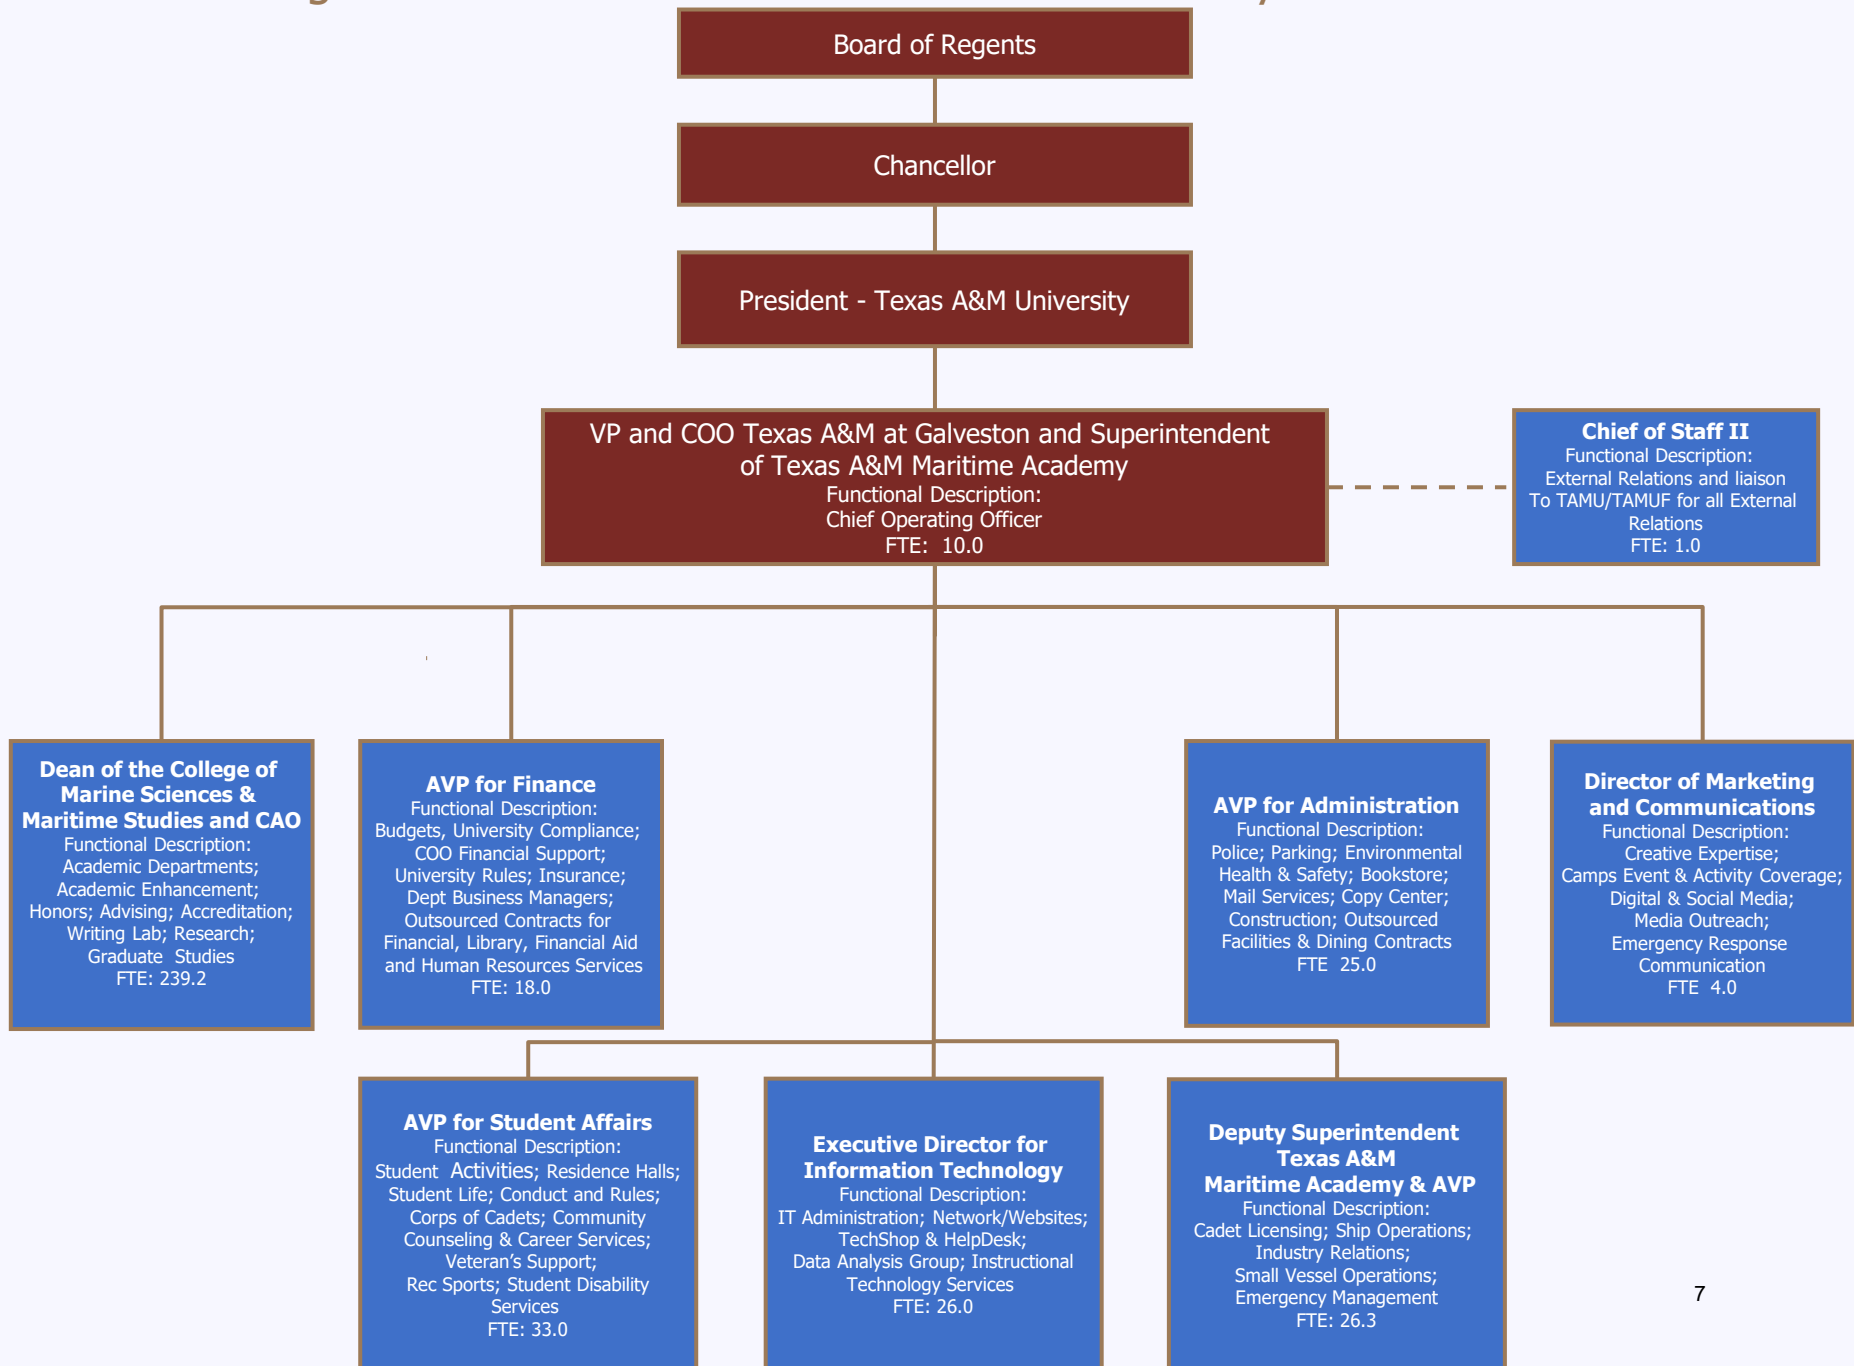 Board of Regents
Chancellor
President - Texas A&M University
VP and COO Texas A&M at Galveston and Superintendent
of Texas A&M Maritime Academy
Functional Description:
Chief Operating Officer
FTE: 10.0
Chief of Staff II
Functional Description:
External Relations and liaison
To TAMU/TAMUF for all External
Relations
FTE: 1.0
Dean of the College of
Marine Sciences &
Maritime Studies and CAO
Functional Description:
Academic Departments;
Academic Enhancement;
Honors; Advising; Accreditation;
Writing Lab; Research;
Graduate Studies
FTE: 239.2
AVP for Finance
Functional Description:
Budgets, University Compliance;
COO Financial Support;
University Rules; Insurance;
Dept Business Managers;
Outsourced Contracts for
Financial, Library, Financial Aid
and Human Resources Services
FTE: 18.0
AVP for Administration
Functional Description:
Police; Parking; Environmental
Health & Safety; Bookstore;
Mail Services; Copy Center;
Construction; Outsourced
Facilities & Dining Contracts
FTE 25.0
Director of Marketing
and Communications
Functional Description:
Creative Expertise;
Camps Event & Activity Coverage;
Digital & Social Media;
Media Outreach;
Emergency Response
Communication
FTE 4.0
AVP for Student Affairs
Functional Description:
Student Activities; Residence Halls;
Student Life; Conduct and Rules;
Corps of Cadets; Community
Counseling & Career Services;
Veteran's Support;
Rec Sports; Student Disability
Services
FTE: 33.0
Executive Director for
Information Technology
Functional Description:
IT Administration; Network/Websites;
TechShop & HelpDesk;
Data Analysis Group; Instructional
Technology Services
FTE: 26.0
Deputy Superintendent
Texas A&M
Maritime Academy & AVP
Functional Description:
Cadet Licensing; Ship Operations;
Industry Relations;
Small Vessel Operations;
Emergency Management
FTE: 26.3
7